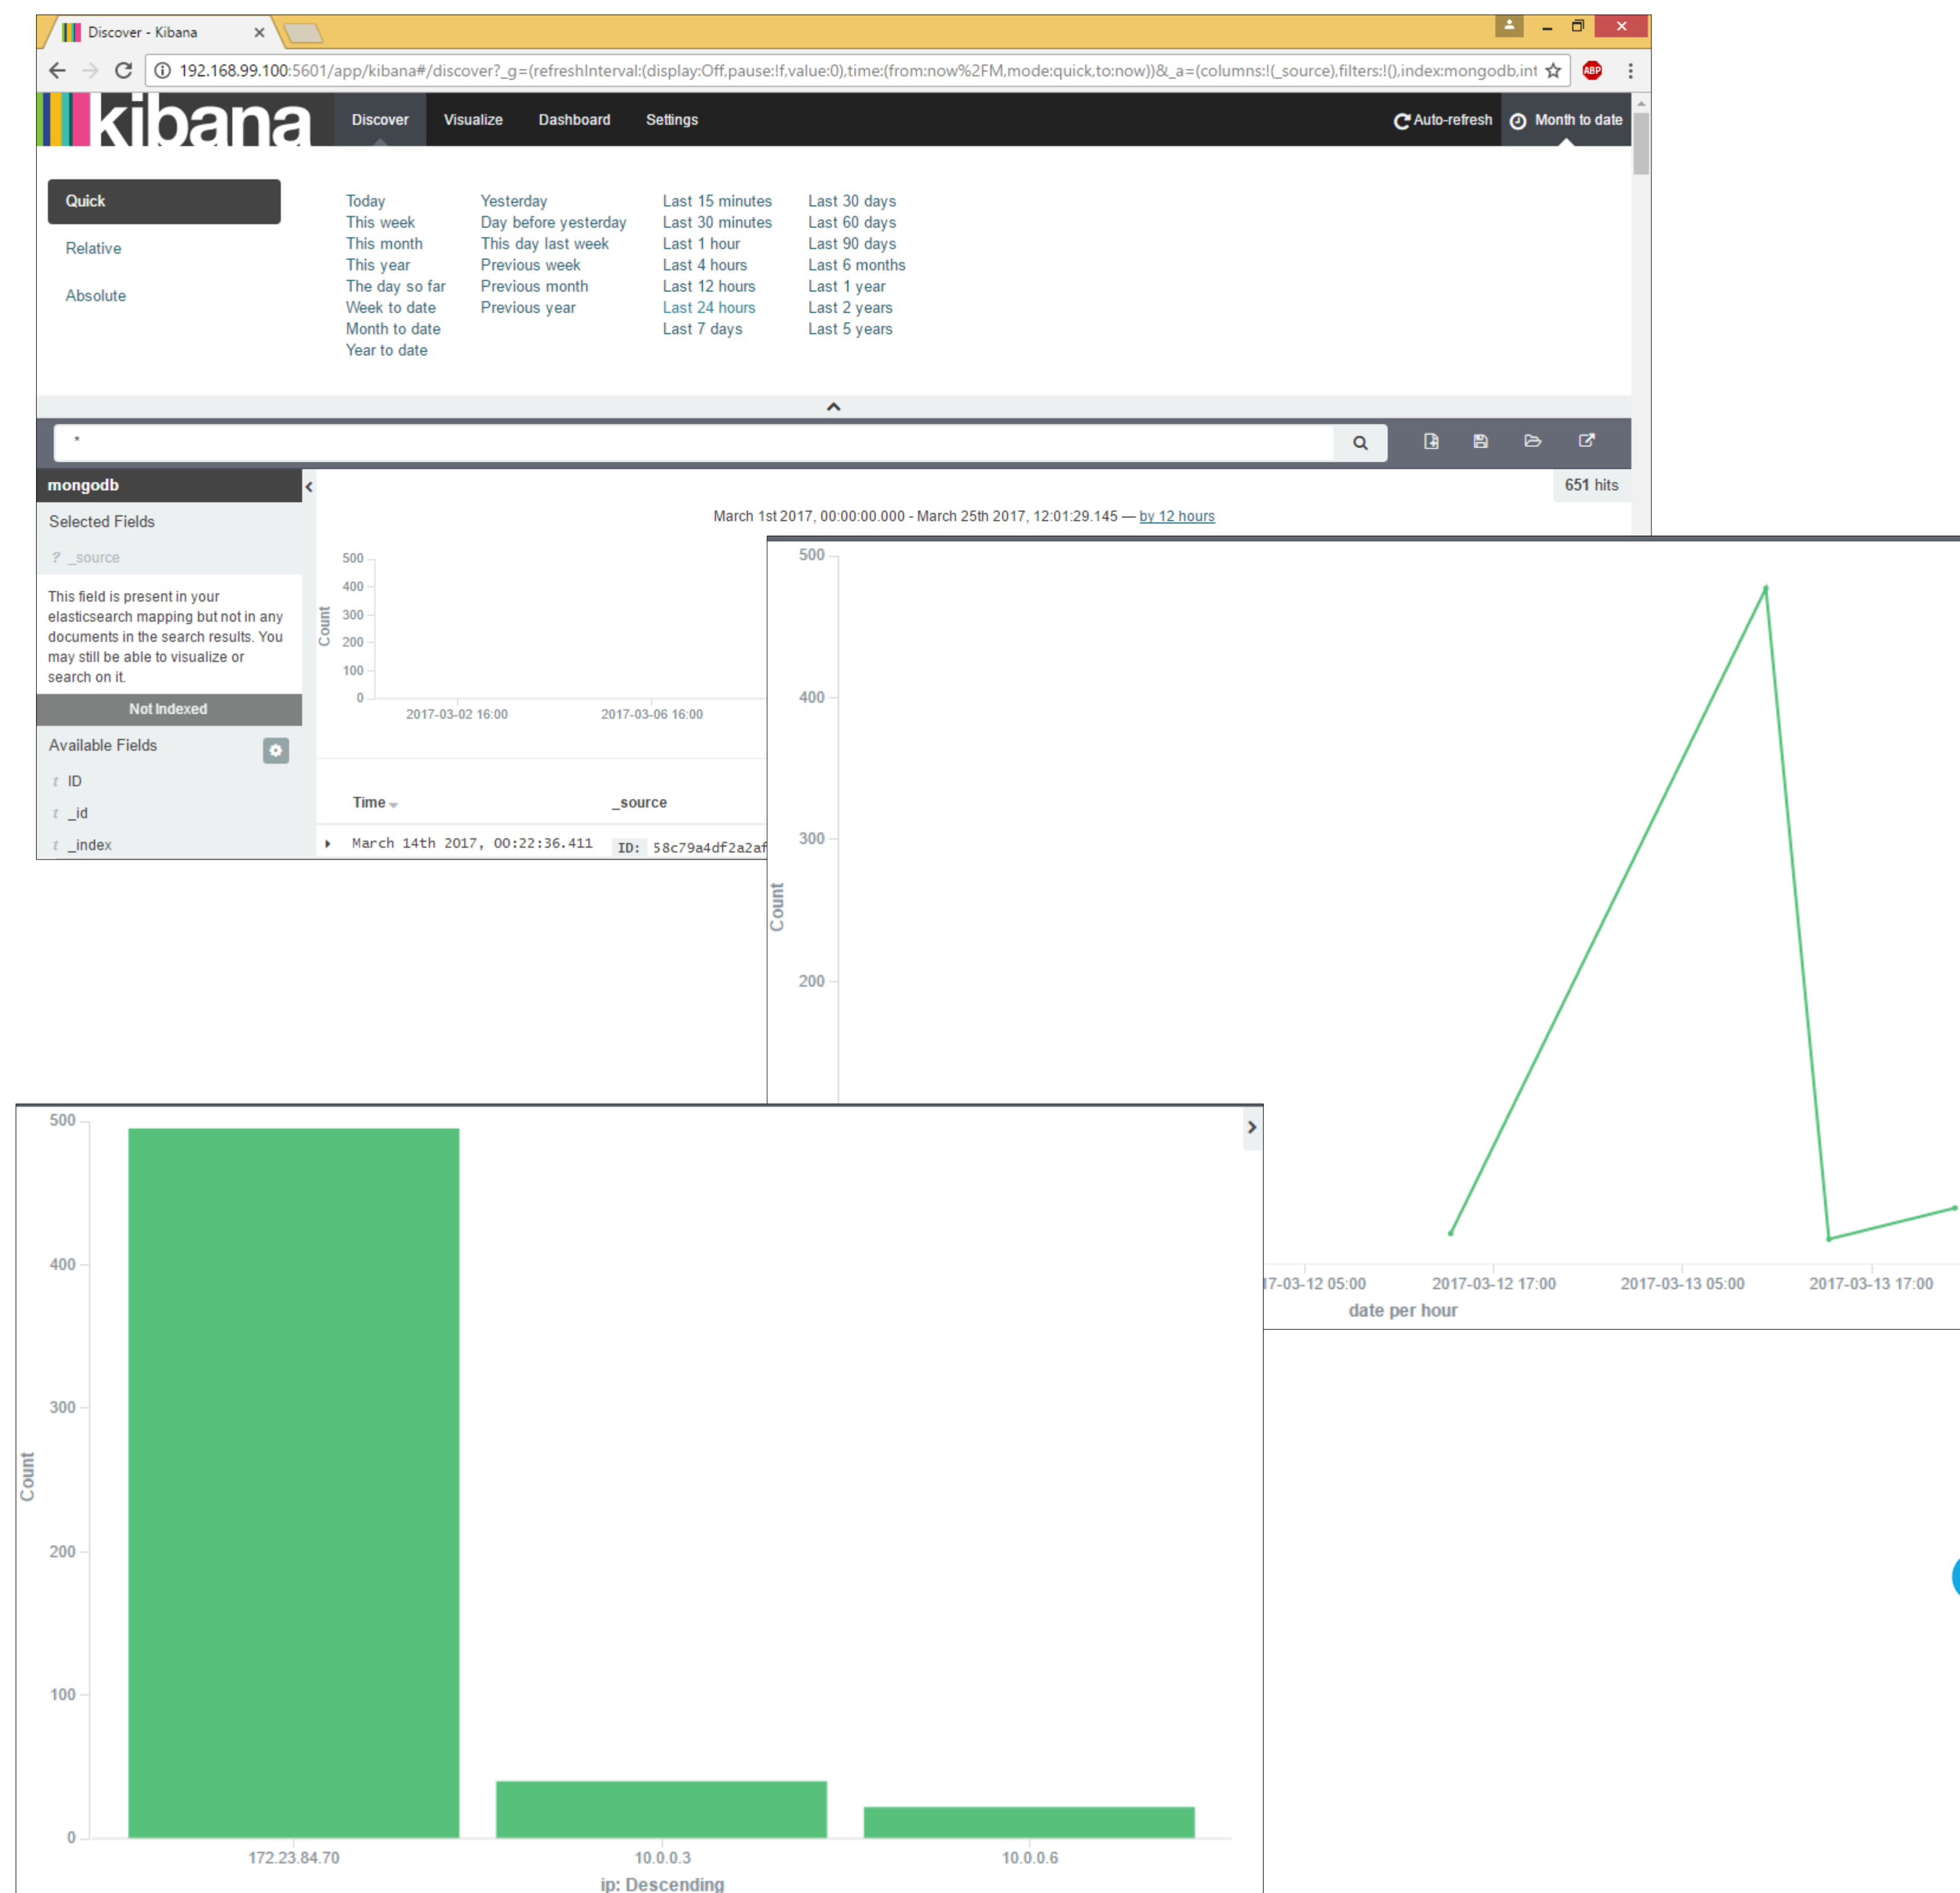 Discover - Kibana
192.168.99.100:5601/app/kibana#/discover?_g=(refreshInterval:(display:Off,pause:!f,value:0),time:(from:now%2FM,mode:quick,to:now))&_a=(columns:!(_source),filters:!(),index:mongodb,int
ABP
kibana
Discover Visualize Dashboard Settings
Auto-refresh Month to date
Quick
Relative
Absolute
Today
This week
This month
This year
The day so far
Week to date
Month to date
Year to date
Yesterday
Day before yesterday
This day last week
Previous week
Previous month
Previous year
Last 15 minutes
Last 30 minutes
Last 1 hour
Last 4 hours
Last 12 hours
Last 24 hours
Last 7 days
Last 30 days
Last 60 days
Last 90 days
Last 6 months
Last 1 year
Last 2 years
Last 5 years
*
mongodb
651 hits
Selected Fields
? _source
This field is present in your
elasticsearch mapping but not in any
documents in the search results. You
may still be able to visualize or
search on it.
Not Indexed
Available Fields
t ID
t _id
t _index
March 1st 2017, 00:00:00.000 - March 25th 2017, 12:01:29.145 — by 12 hours
500
400
300
200
100
0
Count
2017-03-02 16:00 2017-03-06 16:00
Time _source
March 14th 2017, 00:22:36.411 ID: 58c79a4df2a2af
500
400
300
200
Count
17-03-12 05:00 2017-03-12 17:00 2017-03-13 05:00 2017-03-13 17:00
date per hour
500
400
300
200
100
0
Count
172.23.84.70 10.0.0.3 10.0.0.6
ip: Descending